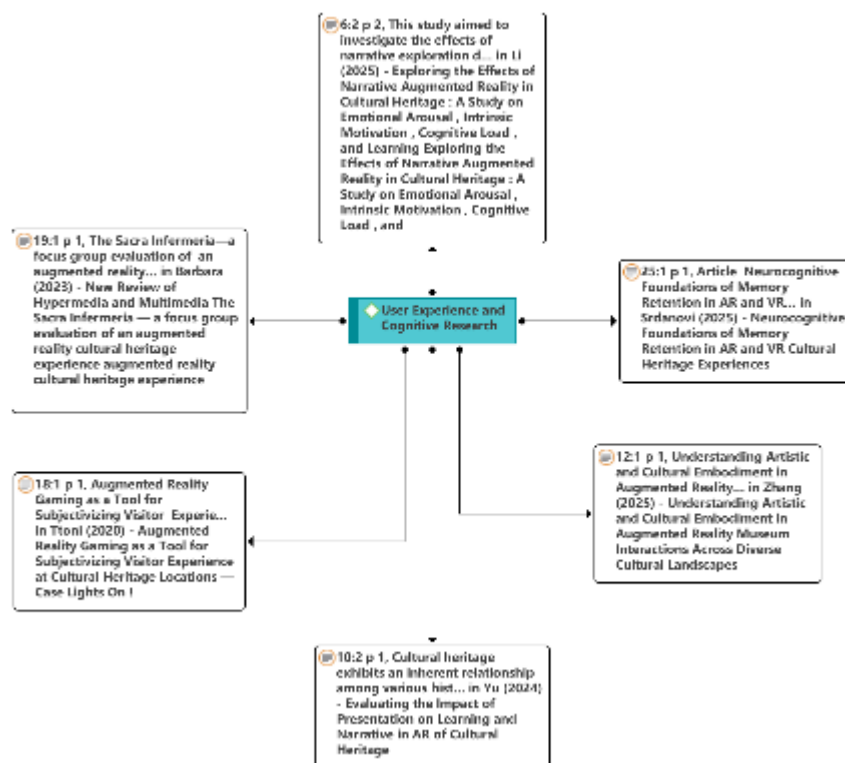 6:2 p 2, This study aimed to
investigate the effects of
narrative exploration d... in Li
(2025) - Exploring the Effects of
Narrative Augmented Reality in
Cultural Heritage : A Study on
Emotional Arousal , Intrinsic
Motivation , Cognitive Load ,
and Learning Exploring the
Effects of Narrative Augmented
Reality in Cultural Heritage : A
Study on Emotional Arousal ,
Intrinsic Motivation , Cognitive
Load , and
19:1 p 1, The Sacra Infermeria—a
focus group evaluation of an
augmented reality... in Barbara
(2023) - New Review of
Hypermedia and Multimedia The
Sacra Infermeria — a focus group
evaluation of an augmented
reality cultural heritage
experience augmented reality
cultural heritage experience
User Experience and
Cognitive Research
25:1 p 1, Article Neurocognitive
Foundations of Memory
Retention in AR and VR... in
Srdanovi (2025) - Neurocognitive
Foundations of Memory
Retention in AR and VR Cultural
Heritage Experiences
18:1 p 1, Augmented Reality
Gaming as a Tool for
Subjectivizing Visitor Experie...
in Ttoni (2020) - Augmented
Reality Gaming as a Tool for
Subjectivizing Visitor Experience
at Cultural Heritage Locations —
Case Lights On !
12:1 p 1, Understanding Artistic
and Cultural Embodiment in
Augmented Reality... in Zhang
(2025) - Understanding Artistic
and Cultural Embodiment in
Augmented Reality Museum
Interactions Across Diverse
Cultural Landscapes
10:2 p 1, Cultural heritage
exhibits an inherent relationship
among various hist... in Yu (2024)
- Evaluating the Impact of
Presentation on Learning and
Narrative in AR of Cultural
Heritage